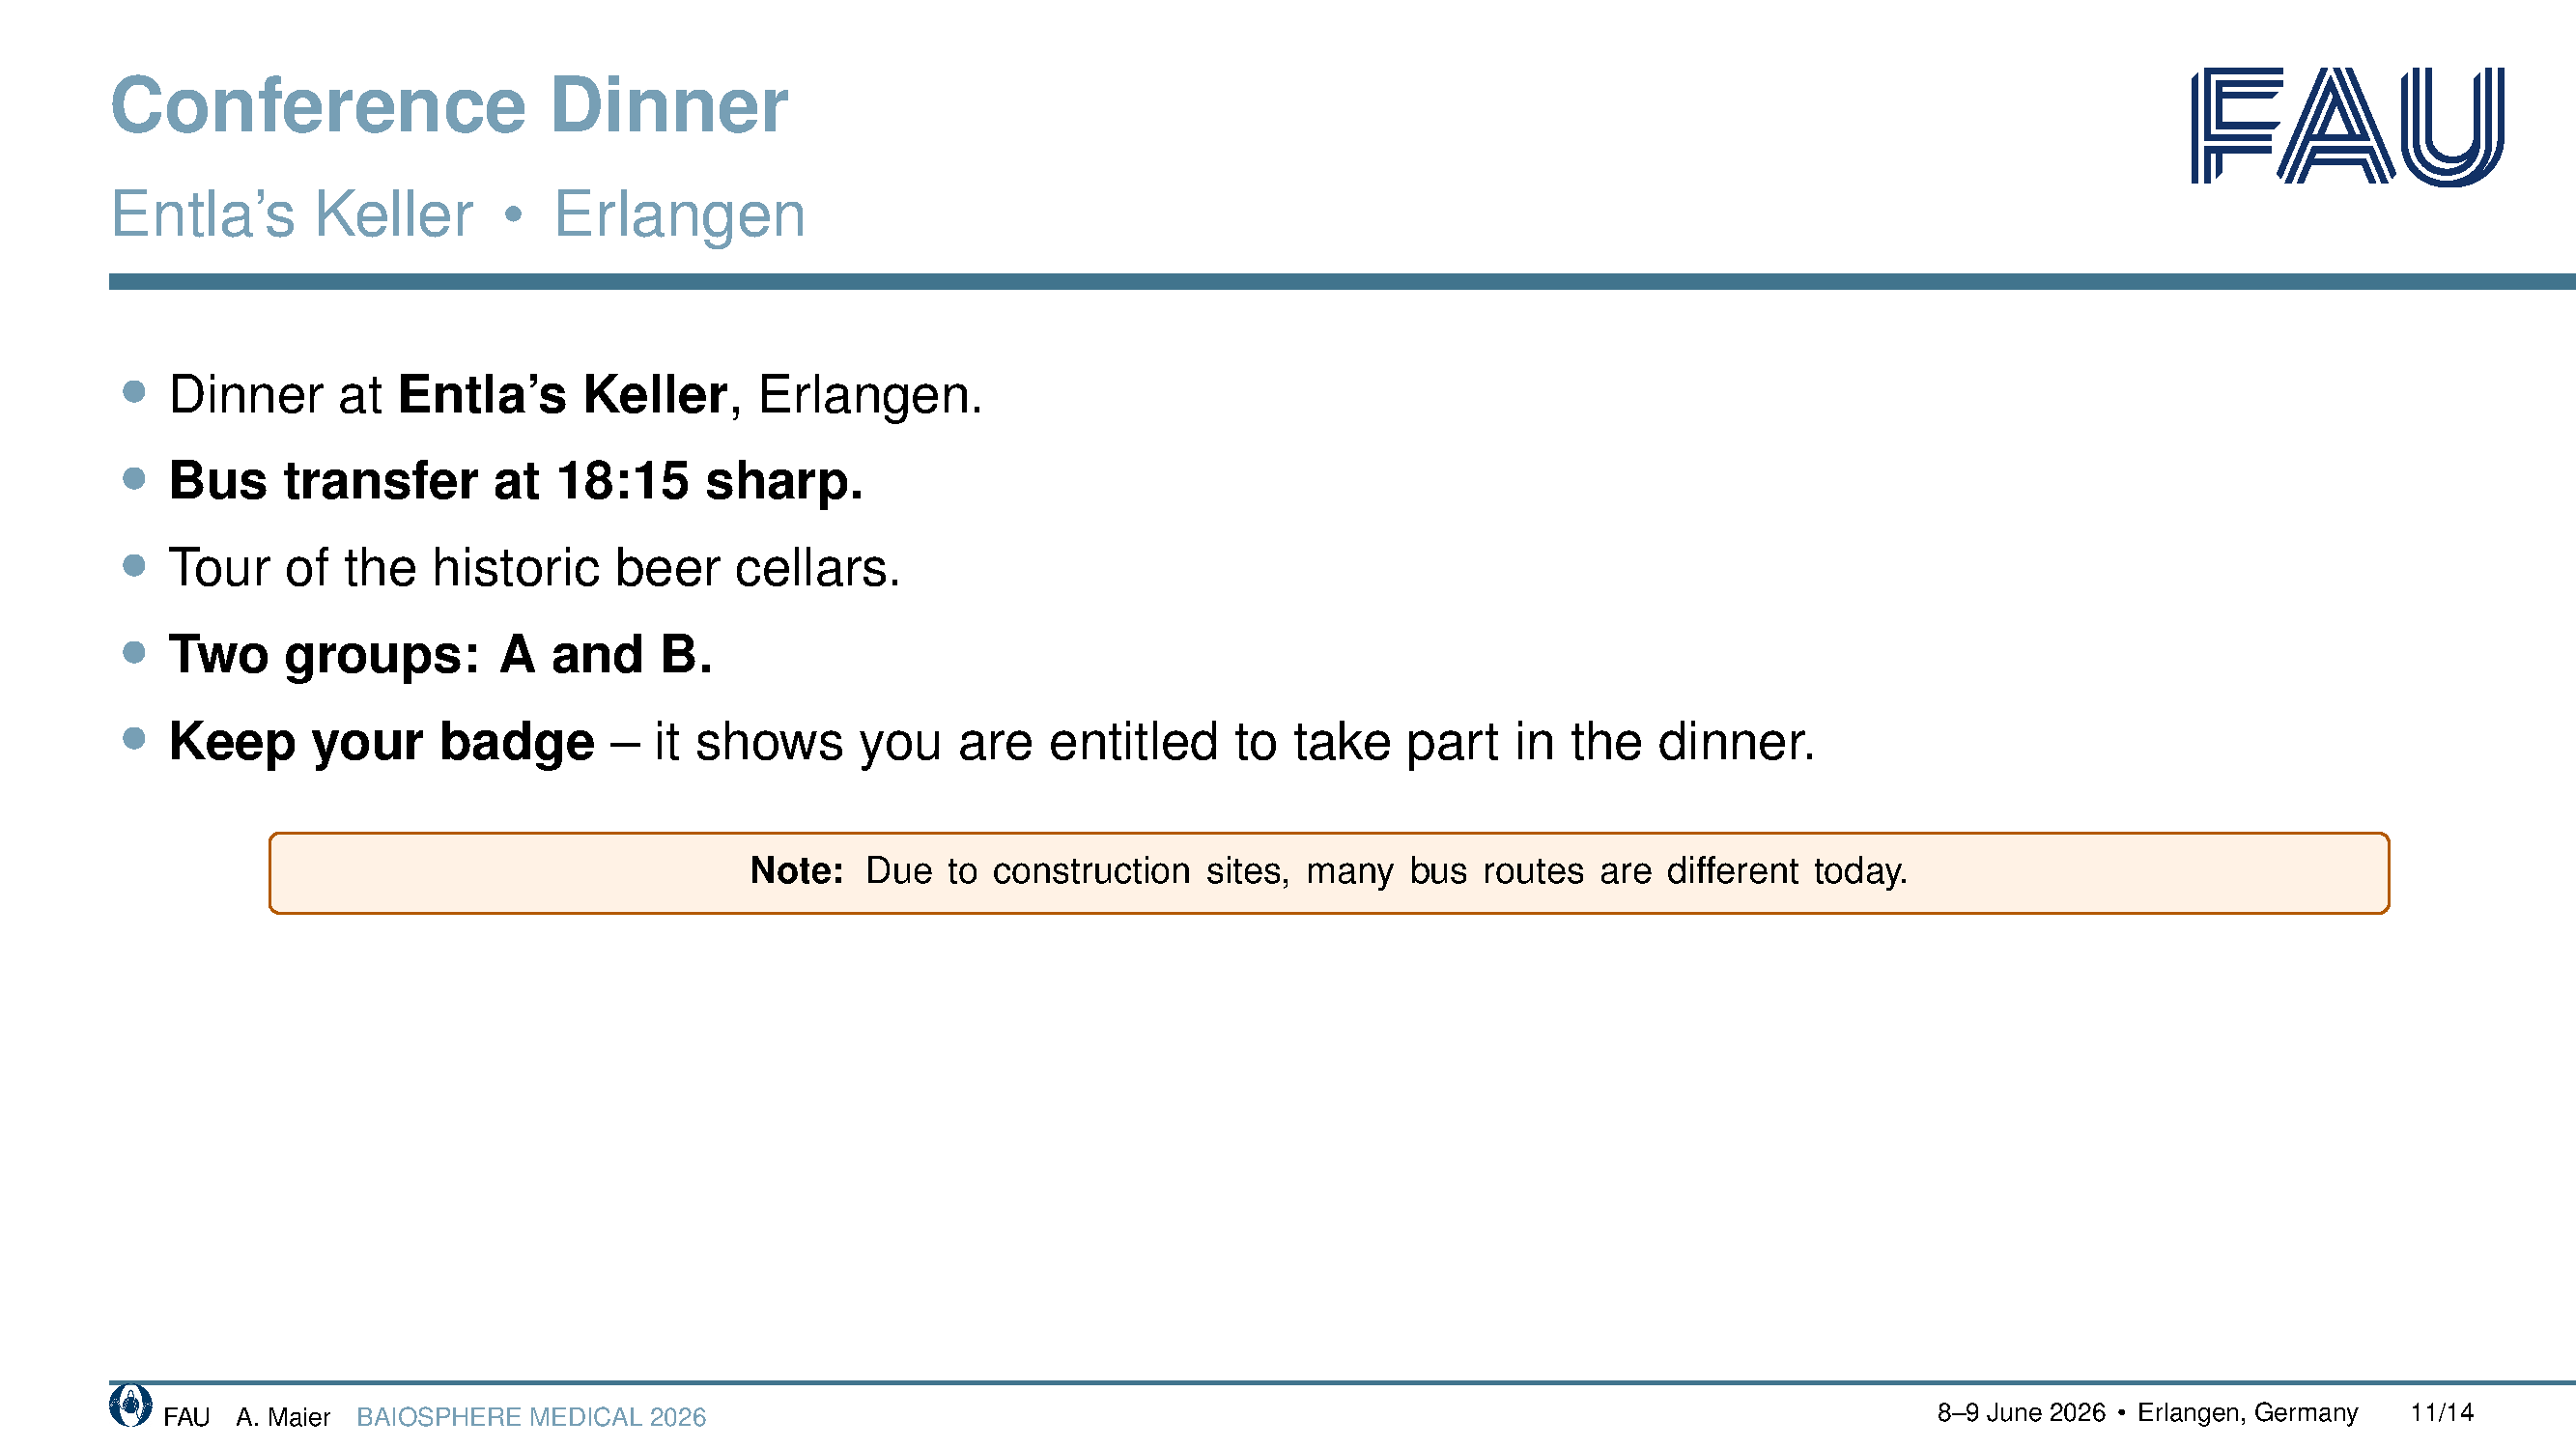 Conference Dinner
FAU
Entla’s Keller • Erlangen
• Dinner at Entla’s Keller, Erlangen.
• Bus transfer at 18:15 sharp.
• Tour of the historic beer cellars.
• Two groups: A and B.
• Keep your badge – it shows you are entitled to take part in the dinner.
Note: Due to construction sites, many bus routes are different today.
FAU A. Maier BAIOSPHERE MEDICAL 2026
8–9 June 2026 • Erlangen, Germany 11/14